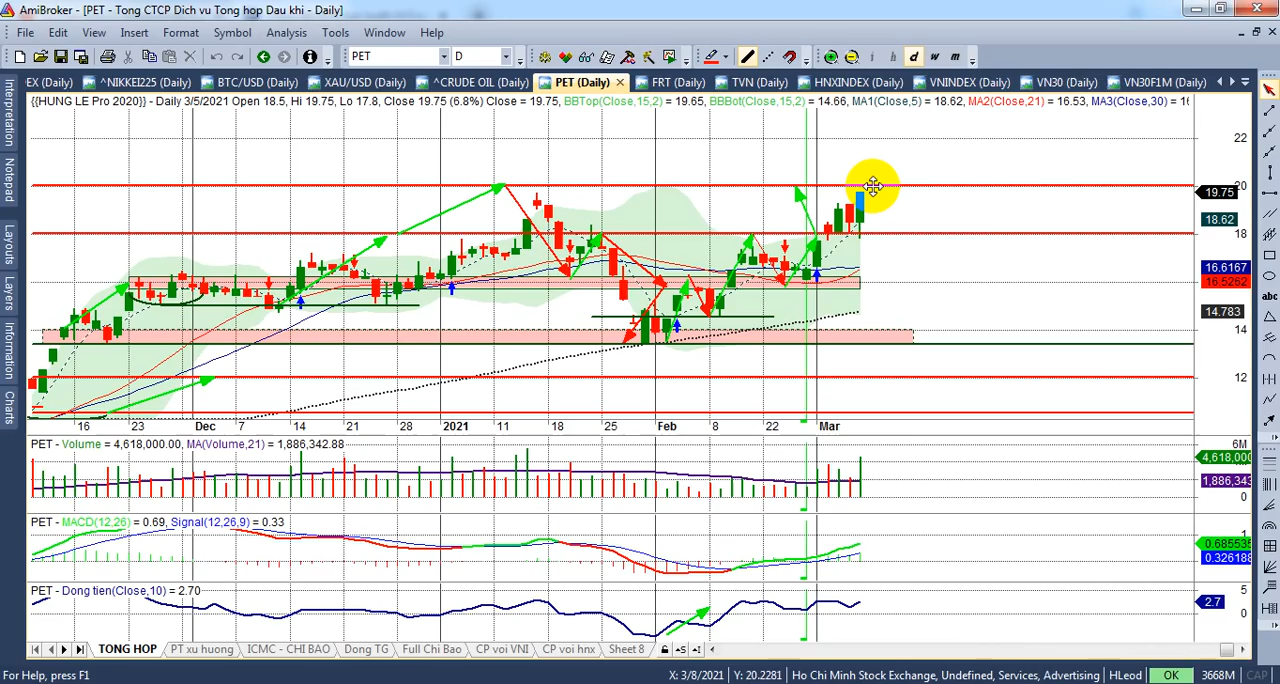 AmiBroker - [PET - Tong CTCP Dich vu Tong hop Dau khi - Daily]
File Edit View Insert Format Symbol Analysis Tools Window Help
PET D i h d w m
EX (Daily) ^NIKKEI225 (Daily) BTC/USD (Daily) XAU/USD (Daily) ^CRUDE OIL (Daily) PET (Daily) FRT (Daily) TVN (Daily) HNXINDEX (Daily) VNINDEX (Daily) VN30 (Daily) VN30F1M (Daily)
{{HUNG LE Pro 2020}} - Daily 3/5/2021 Open 18.5, Hi 19.75, Lo 17.8, Close 19.75 (6.8%) Close = 19.75, BBTop(Close,15,2) = 19.65, BBBot(Close,15,2) = 14.66, MA1(Close,5) = 18.62, MA2(Close,21) = 16.53, MA3(Close,30) = 16
Interpretation
Notepad
Layouts
Layers
Information
Charts
22
20
19.75
18.62
18
16.6167
16.5262
14.783
14
12
16 23 Dec 7 14 21 28 2021 11 18 25 Feb 8 22 Mar
PET - Volume = 4,618,000.00, MA(Volume,21) = 1,886,342.88
6M
4,618,000
1,886,343
0
PET - MACD(12,26) = 0.69, Signal(12,26,9) = 0.33
1
0.685535
0.326188
PET - Dong tien(Close,10) = 2.70
5
2.7
0
abc
TONG HOP PT xu huong ICMC - CHI BAO Dong TG Full Chi Bao CP voi VNI CP voi hnx Sheet 8
For Help, press F1 X: 3/8/2021 Y: 20.2281 Ho Chi Minh Stock Exchange, Undefined, Services, Advertising HLeod OK 3668M CAP